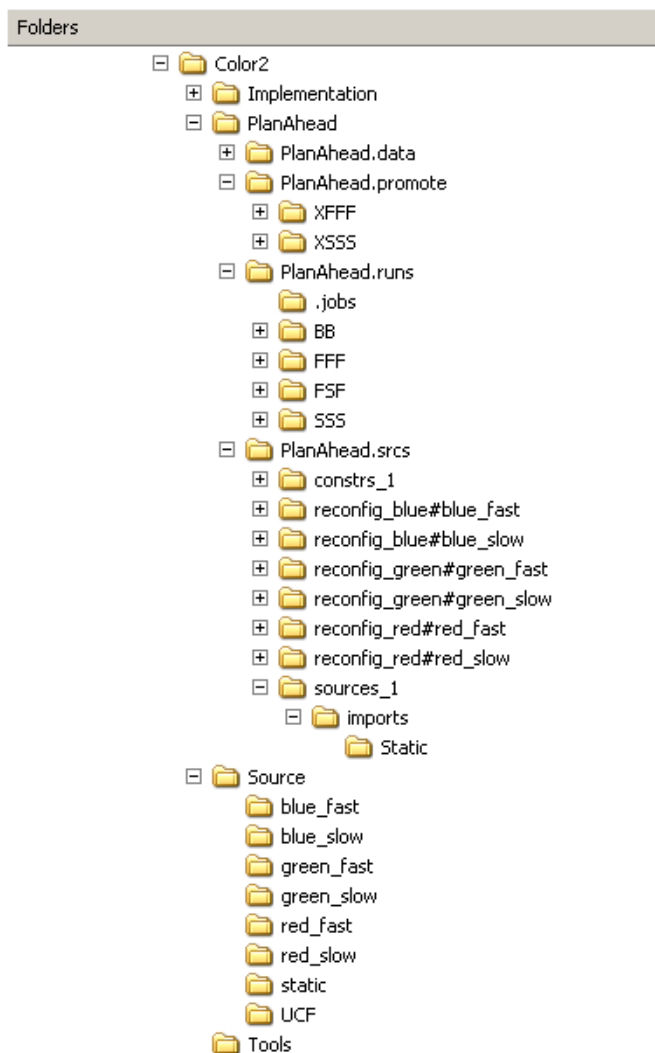 Folders
Color2
Implementation
PlanAhead
PlanAhead.data
PlanAhead.promote
XFFF
XSSS
PlanAhead.runs
.jobs
BB
FFF
FSF
SSS
PlanAhead.srcs
constrs_1
reconfig_blue#blue_fast
reconfig_blue#blue_slow
reconfig_green#green_fast
reconfig_green#green_slow
reconfig_red#red_fast
reconfig_red#red_slow
sources_1
imports
Static
Source
blue_fast
blue_slow
green_fast
green_slow
red_fast
red_slow
static
UCF
Tools